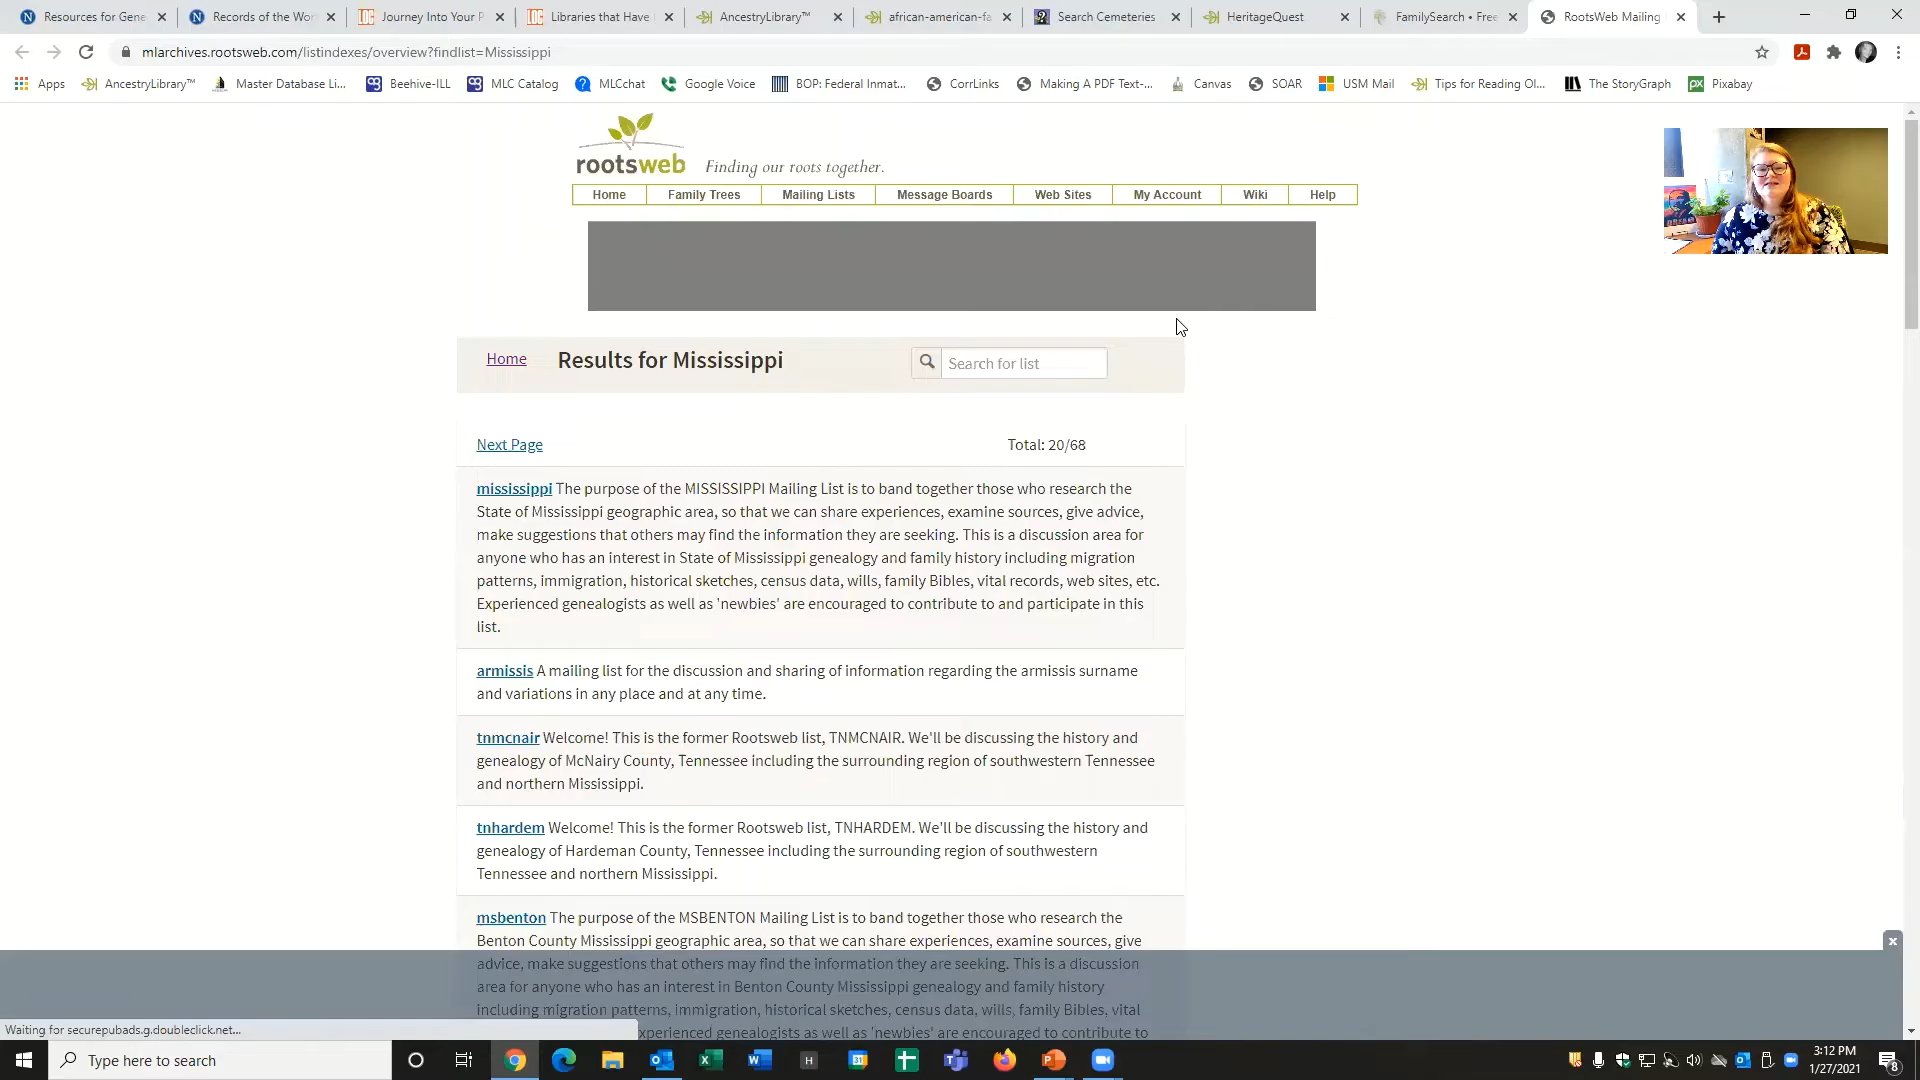 Resources for Gene
Records of the Wor
Journey Into Your P
Libraries that Have
AncestryLibrary™
african-american-fa
Search Cemeteries
HeritageQuest
FamilySearch • Free
RootsWeb Mailing
mlarchives.rootsweb.com/listindexes/overview?findlist=Mississippi
Apps
AncestryLibrary™
Master Database Li...
Beehive-ILL
MLC Catalog
MLCchat
Google Voice
BOP: Federal Inmat...
CorrLinks
Making A PDF Text-...
Canvas
SOAR
USM Mail
Tips for Reading Ol...
The StoryGraph
px Pixabay
rootsweb Finding our roots together.
Home Family Trees Mailing Lists Message Boards Web Sites My Account Wiki Help
Home Results for Mississippi Search for list
Next Page Total: 20/68
mississippi The purpose of the MISSISSIPPI Mailing List is to band together those who research the
State of Mississippi geographic area, so that we can share experiences, examine sources, give advice,
make suggestions that others may find the information they are seeking. This is a discussion area for
anyone who has an interest in State of Mississippi genealogy and family history including migration
patterns, immigration, historical sketches, census data, wills, family Bibles, vital records, web sites, etc.
Experienced genealogists as well as 'newbies' are encouraged to contribute to and participate in this
list.
armissis A mailing list for the discussion and sharing of information regarding the armissis surname
and variations in any place and at any time.
tnmcnair Welcome! This is the former Rootsweb list, TNMCNAIR. We'll be discussing the history and
genealogy of McNairy County, Tennessee including the surrounding region of southwestern Tennessee
and northern Mississippi.
tnhardem Welcome! This is the former Rootsweb list, TNHARDEM. We'll be discussing the history and
genealogy of Hardeman County, Tennessee including the surrounding region of southwestern
Tennessee and northern Mississippi.
msbenton The purpose of the MSBENTON Mailing List is to band together those who research the
Benton County Mississippi geographic area, so that we can share experiences, examine sources, give
advice, make suggestions that others may find the information they are seeking. This is a discussion
area for anyone who has an interest in Benton County Mississippi genealogy and family history
including migration patterns, immigration, historical sketches, census data, wills, family Bibles, vital
experienced genealogists as well as 'newbies' are encouraged to contribute to
Waiting for securepubads.g.doubleclick.net...
Type here to search
3:12 PM
1/27/2021
8